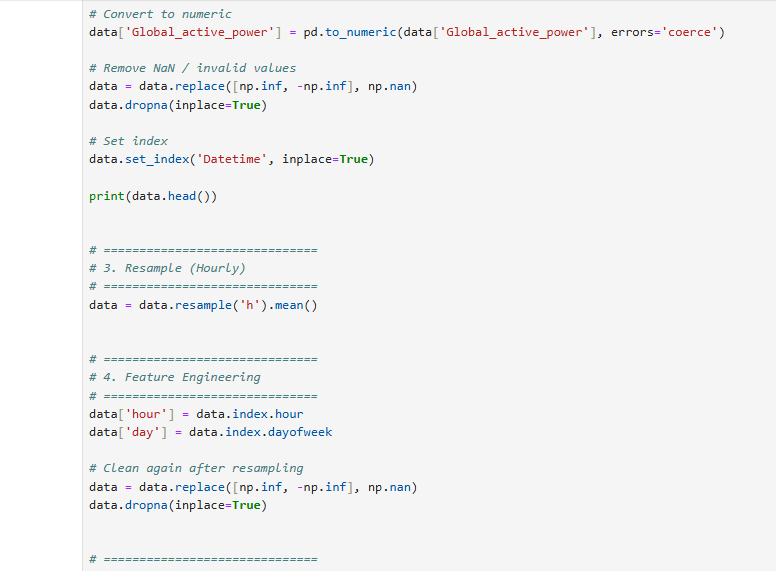 # Convert to numeric
data['Global_active_power'] = pd.to_numeric(data['Global_active_power'], errors='coerce')
# Remove NaN / invalid values
data = data.replace([np.inf, -np.inf], np.nan)
data.dropna(inplace=True)
# Set index
data.set_index('Datetime', inplace=True)
print(data.head())
# ==============================
# 3. Resample (Hourly)
# ==============================
data = data.resample('h').mean()
# ==============================
# 4. Feature Engineering
# ==============================
data['hour'] = data.index.hour
data['day'] = data.index.dayofweek
# Clean again after resampling
data = data.replace([np.inf, -np.inf], np.nan)
data.dropna(inplace=True)
# ==============================